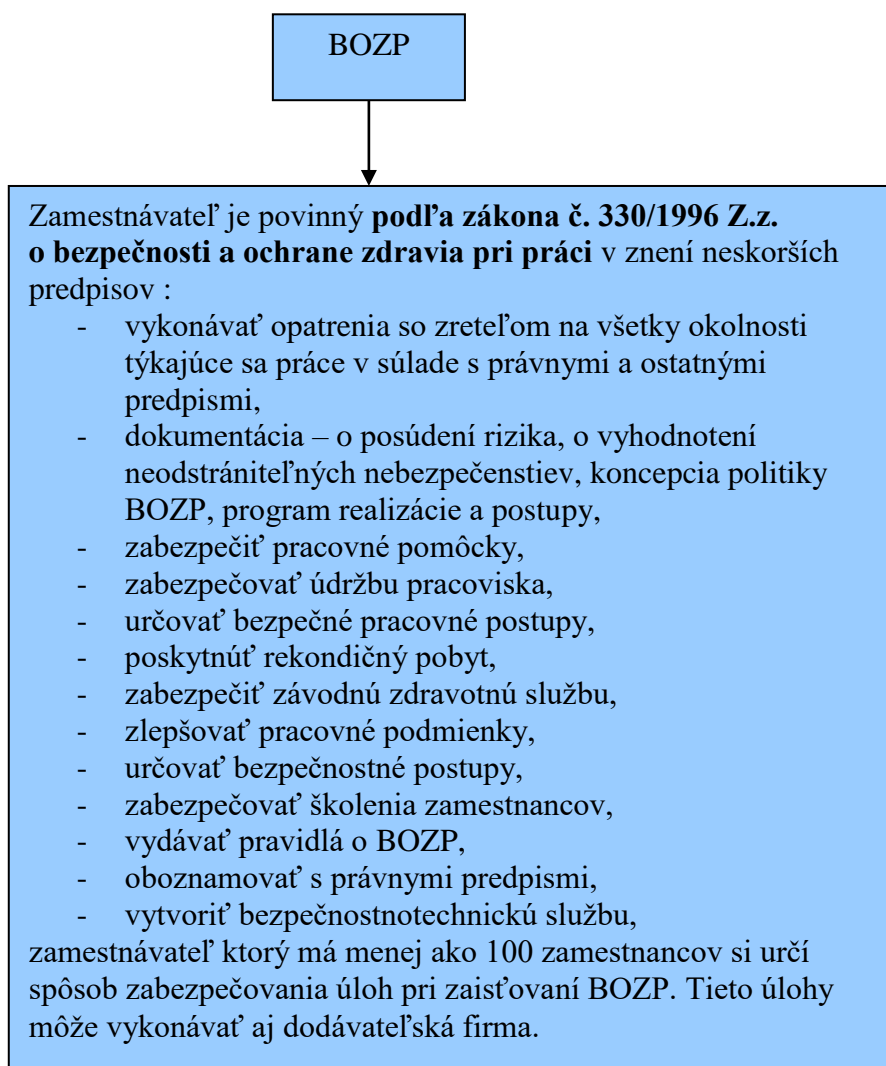 BOZP
Zamestnávateľ je povinný podľa zákona č. 330/1996 Z.z.
o bezpečnosti a ochrane zdravia pri práci v znení neskorších
predpisov :
- vykonávať opatrenia so zreteľom na všetky okolnosti
týkajúce sa práce v súlade s právnymi a ostatnými
predpismi,
- dokumentácia – o posúdení rizika, o vyhodnotení
neodstrániteľných nebezpečenstiev, koncepcia politiky
BOZP, program realizácie a postupy,
- zabezpečiť pracovné pomôcky,
- zabezpečovať údržbu pracoviska,
- určovať bezpečné pracovné postupy,
- poskytnúť rekondičný pobyt,
- zabezpečiť závodnú zdravotnú službu,
- zlepšovať pracovné podmienky,
- určovať bezpečnostné postupy,
- zabezpečovať školenia zamestnancov,
- vydávať pravidlá o BOZP,
- oboznamovať s právnymi predpismi,
- vytvoriť bezpečnostnotechnickú službu,
zamestnávateľ ktorý má menej ako 100 zamestnancov si určí
spôsob zabezpečovania úloh pri zaisťovaní BOZP. Tieto úlohy
môže vykonávať aj dodávateľská firma.